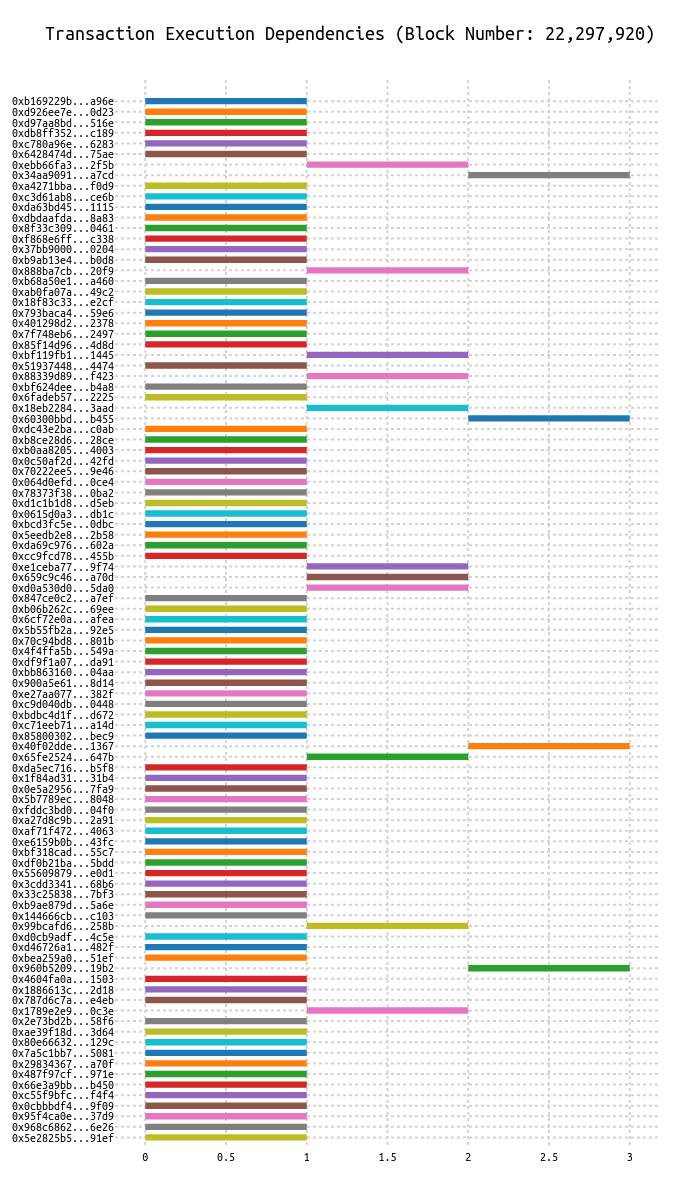 Transaction Execution Dependencies (Block Number: 22,297,920)
0xb169229b...a96e
0xd926ee7e...0d23
0xd97aa8bd...516e
0xdb8ff352...c189
0xc780a96e...6283
0x6428474d...75ae
0xebb66fa3...2f5b
0x34aa9091...a7cd
0xa4271bba...f0d9
0xc3d61ab8...ce6b
0xda63bd45...1115
0xdbdaafda...8a83
0x8f33c309...0461
0xf868e6ff...c338
0x37bb9000...0204
0xb9ab13e4...b0d8
0x888ba7cb...20f9
0xb68a50e1...a460
0xab0fa07a...49c2
0x18f83c33...e2cf
0x793baca4...59e6
0x401298d2...2378
0x7f748eb6...2497
0x85f14d96...4d8d
0xbf119fb1...1445
0x51937448...4474
0x88339d89...f423
0xbf624dee...b4a8
0x6fadeb57...2225
0x18eb2284...3aad
0x60300bbd...b455
0xdc43e2ba...c0ab
0xb8ce28d6...28ce
0xb0aa8205...4003
0x0c50af2d...42fd
0x70222ee5...9e46
0x064d0efd...0ce4
0x78373f38...0ba2
0xd1c1b1d8...d5eb
0x0615d0a3...db1c
0xbcd3fc5e...0dbc
0x5eedb2e8...2b58
0xda69c976...602a
0xcc9fcd78...455b
0xe1ceba77...9f74
0x659c9c46...a70d
0xd0a530d0...5da0
0x847ce0c2...a7ef
0xb06b262c...69ee
0x6cf72e0a...afea
0x5b55fb2a...92e5
0x70c94bd8...801b
0x4f4ffa5b...549a
0xdf9f1a07...da91
0xbb863160...04aa
0x900a5e61...8d14
0xe27aa077...382f
0xc9d040db...0448
0xbdbc4d1f...d672
0xc71eeb71...a14d
0x85800302...bec9
0x40f02dde...1367
0x65fe2524...647b
0xda5ec716...b5f8
0x1f84ad31...31b4
0x0e5a2956...7fa9
0x5b7789ec...8048
0xfddc3bd0...04f0
0xa27d8c9b...2a91
0xaf71f472...4063
0xe6159b0b...43fc
0xbf318cad...55c7
0xdf0b21ba...5bdd
0x55609879...e0d1
0x3cdd3341...68b6
0x33c25838...7bf3
0xb9ae879d...5a6e
0x144666cb...c103
0x99bcafd6...258b
0xd0cb9adf...4c5e
0xd46726a1...482f
0xbea259a0...51ef
0x960b5209...19b2
0x4604fa0a...1503
0x1886613c...2d18
0x787d6c7a...e4eb
0x1789e2e9...0c3e
0x2e73bd2b...58f6
0xae39f18d...3d64
0x80e66632...129c
0x7a5c1bb7...5081
0x29834367...a70f
0x487f97cf...971e
0x66e3a9bb...b450
0xc55f9bfc...f4f4
0x0cbbbdf4...9f09
0x95f4ca0e...37d9
0x968c6862...6e26
0x5e2825b5...91ef
0 0.5 1 1.5 2 2.5 3